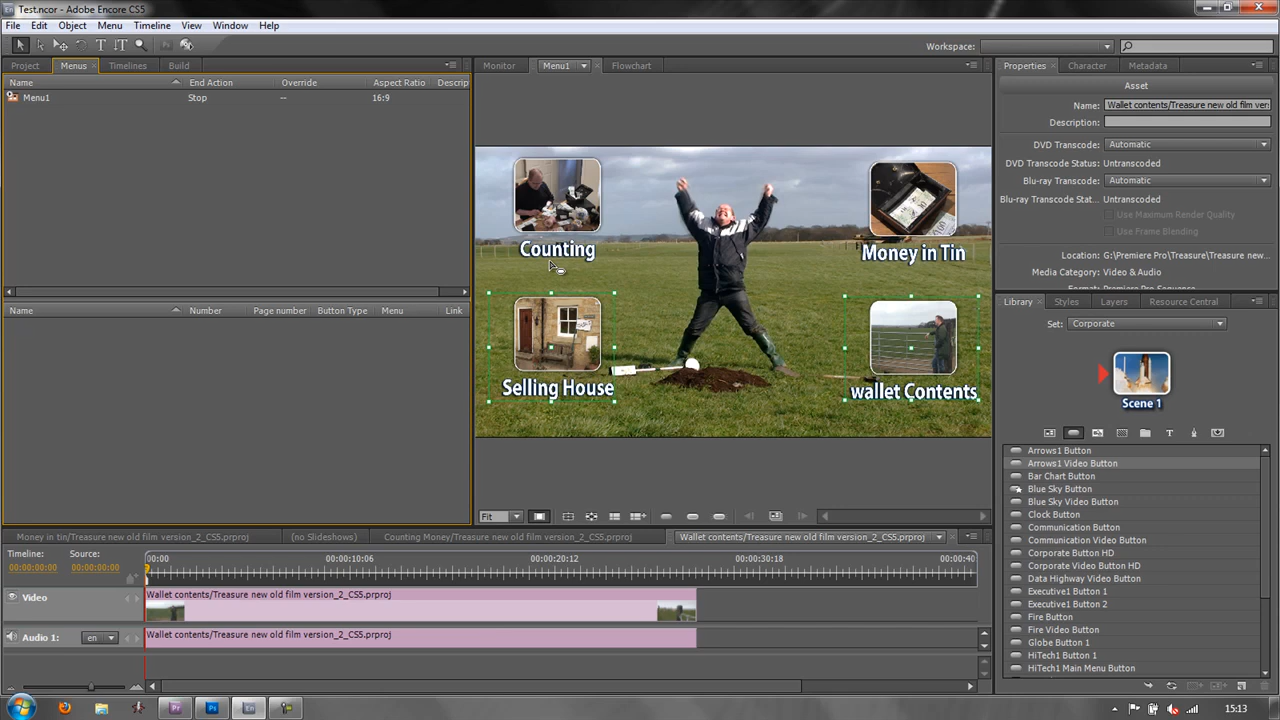 Test.ncor - Adobe Encore CS5
File Edit Object Menu Timeline View Window Help
Workspace:
Project Menus Timelines Build
Name End Action Override Aspect Ratio Descrip
Menu1 Stop -- 16:9
Name Number Page number Button Type Menu Link
Monitor Menu1 Flowchart
Counting
Money in Tin
Selling House
wallet Contents
Fit
Properties Character Metadata
Asset
Name: Wallet contents/Treasure new old film ver
Description:
DVD Transcode: Automatic
DVD Transcode Status: Untranscoded
Blu-ray Transcode: Automatic
Blu-ray Transcode Stat... Untranscoded
Use Maximum Render Quality
Use Frame Blending
Location: G:\Premiere Pro\Treasure\Treasure new...
Media Category: Video & Audio
Format: Premiere Pro Sequence
Library Styles Layers Resource Central
Set: Corporate
Scene 1
Arrows1 Button
Arrows1 Video Button
Bar Chart Button
Blue Sky Button
Blue Sky Video Button
Clock Button
Communication Button
Communication Video Button
Corporate Button HD
Corporate Video Button HD
Data Highway Video Button
Executive1 Button 1
Executive1 Button 2
Fire Button
Fire Video Button
Globe Button 1
HiTech1 Button 1
HiTech1 Main Menu Button
Money in tin/Treasure new old film version_2_CS5.prproj (no Slideshows) Counting Money/Treasure new old film version_2_CS5.prproj Wallet contents/Treasure new old film version_2_CS5.prproj
Timeline: Source:
00:00:00:00 00:00:00:00
00:00 00:00:10:06 00:00:20:12 00:00:30:18 00:00:40
Video
Wallet contents/Treasure new old film version_2_CS5.prproj
Audio 1: en
Wallet contents/Treasure new old film version_2_CS5.prproj
Pr Ps En
15:13